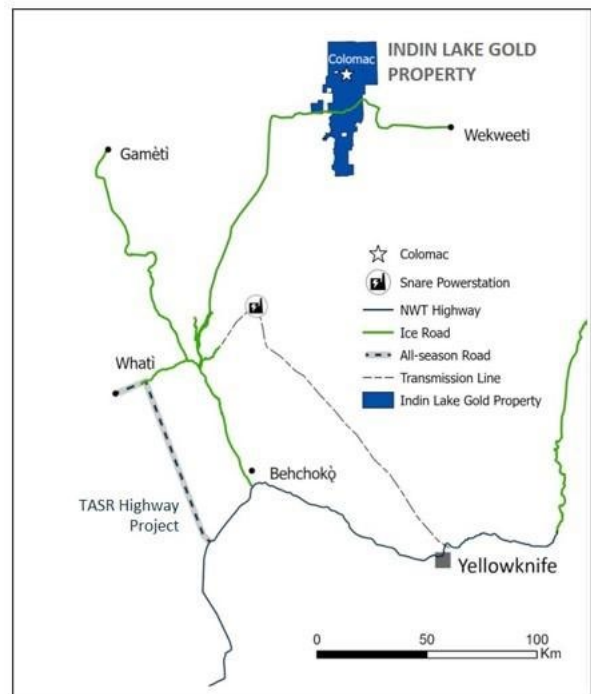 INDIN LAKE GOLD
PROPERTY
Colomac
Gamètì
Wekweeti
Colomac
Snare Powerstation
NWT Highway
Ice Road
All-season Road
Transmission Line
Indin Lake Gold Property
Whatì
Behchokǫ̀
TASR Highway
Project
Yellowknife
0 50 100
Km